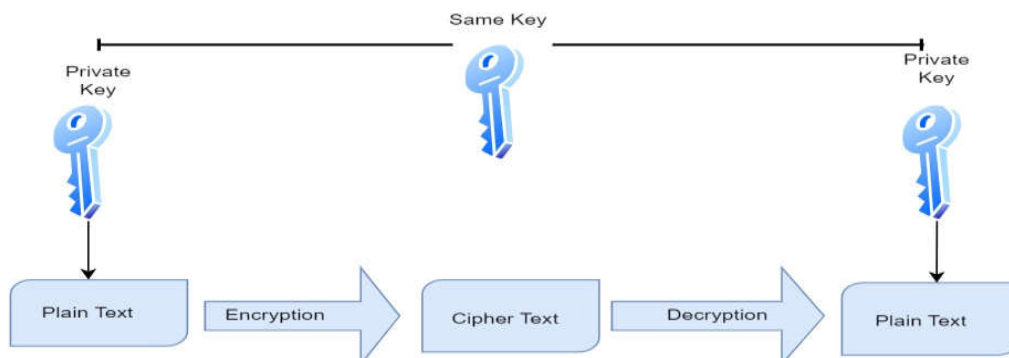 Same Key
Private
Key
Private
Key
Plain Text
Encryption
Cipher Text
Decryption
Plain Text